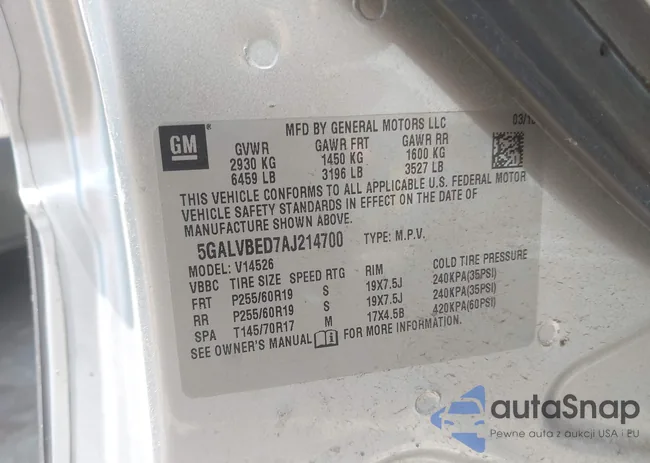 GM
MFD BY GENERAL MOTORS LLC 03/10
GVWR GAWR FRT GAWR RR
2930 KG 1450 KG 1600 KG
6459 LB 3196 LB 3527 LB
THIS VEHICLE CONFORMS TO ALL APPLICABLE U.S. FEDERAL MOTOR
VEHICLE SAFETY STANDARDS IN EFFECT ON THE DATE OF
MANUFACTURE SHOWN ABOVE.
5GALVBED7AJ214700 TYPE: M.P.V.
MODEL: V14526
VBBC TIRE SIZE SPEED RTG RIM COLD TIRE PRESSURE
FRT P255/60R19 S 19X7.5J 240KPA(35PSI)
RR P255/60R19 S 19X7.5J 240KPA(35PSI)
SPA T145/70R17 M 17X4.5B 420KPA(60PSI)
SEE OWNER'S MANUAL i FOR MORE INFORMATION.
autaSnap
Pewne auta z aukcji USA i EU